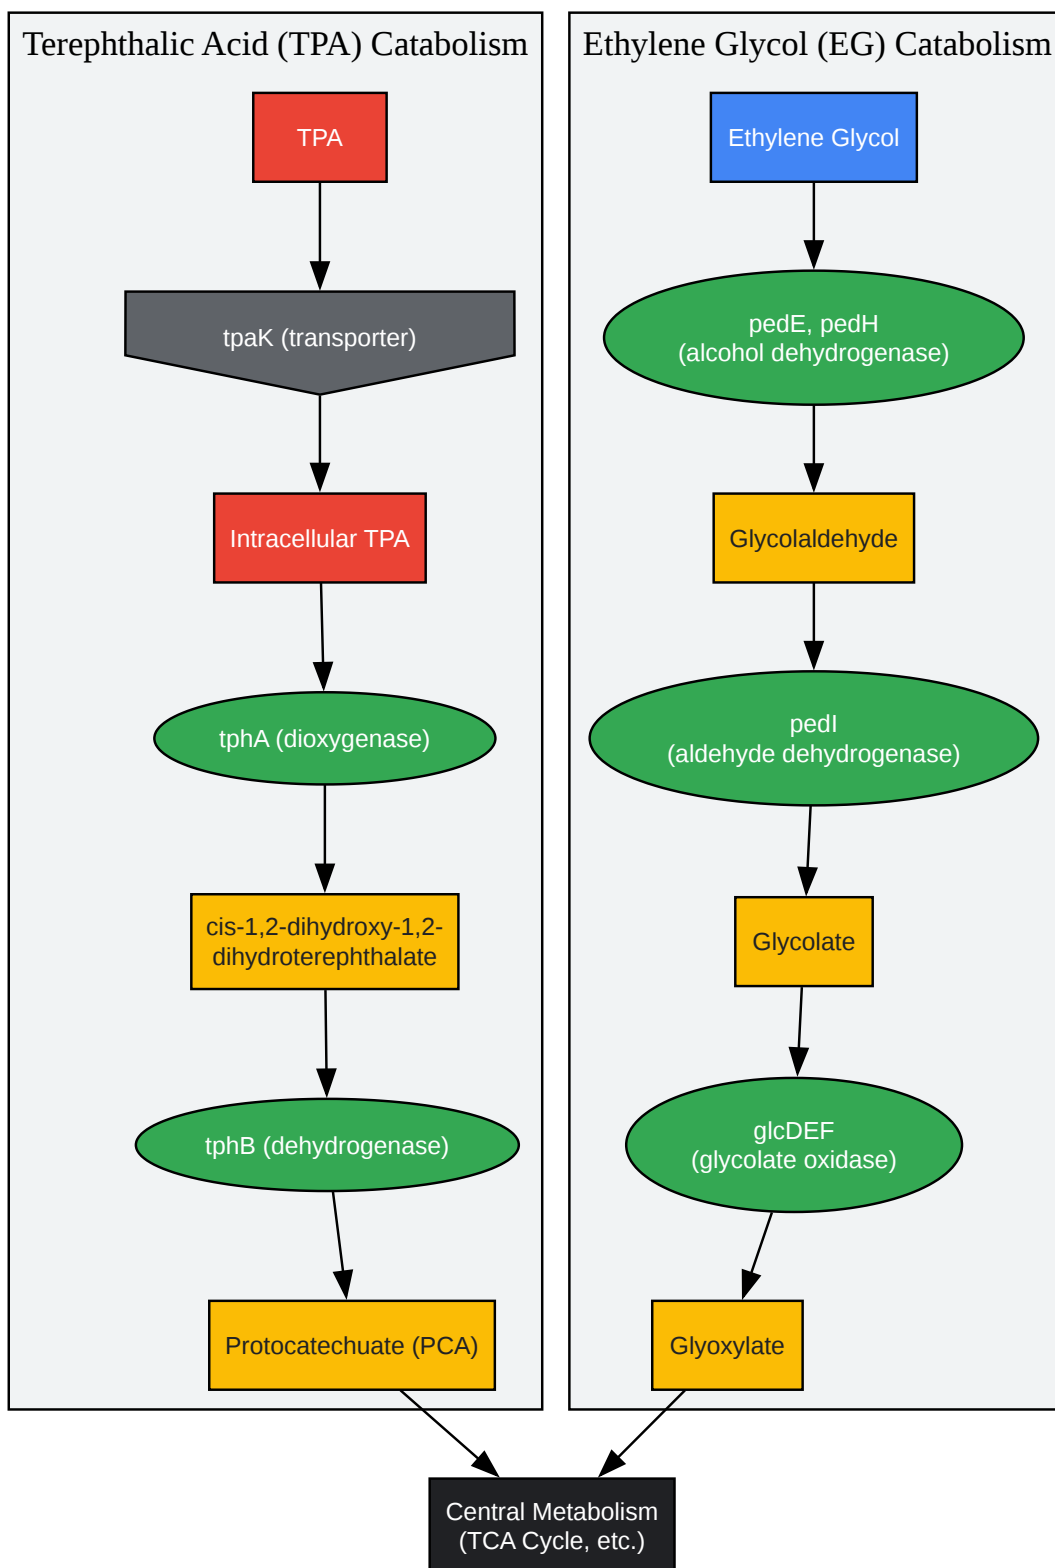 Terephthalic Acid (TPA) Catabolism
TPA
tpaK (transporter)
Intracellular TPA
tphA (dioxygenase)
cis-1,2-dihydroxy-1,2-
dihydroterephthalate
tphB (dehydrogenase)
Protocatechuate (PCA)
Ethylene Glycol (EG) Catabolism
Ethylene Glycol
pedE, pedH
(alcohol dehydrogenase)
Glycolaldehyde
pedI
(aldehyde dehydrogenase)
Glycolate
glcDEF
(glycolate oxidase)
Glyoxylate
Central Metabolism
(TCA Cycle, etc.)